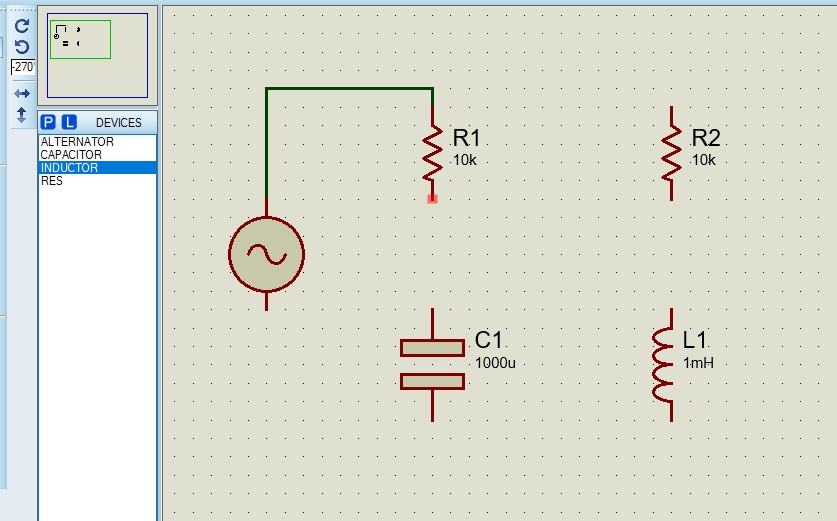 -270
P L DEVICES
ALTERNATOR
CAPACITOR
INDUCTOR
RES
R1
10k
R2
10k
C1
1000u
L1
1mH